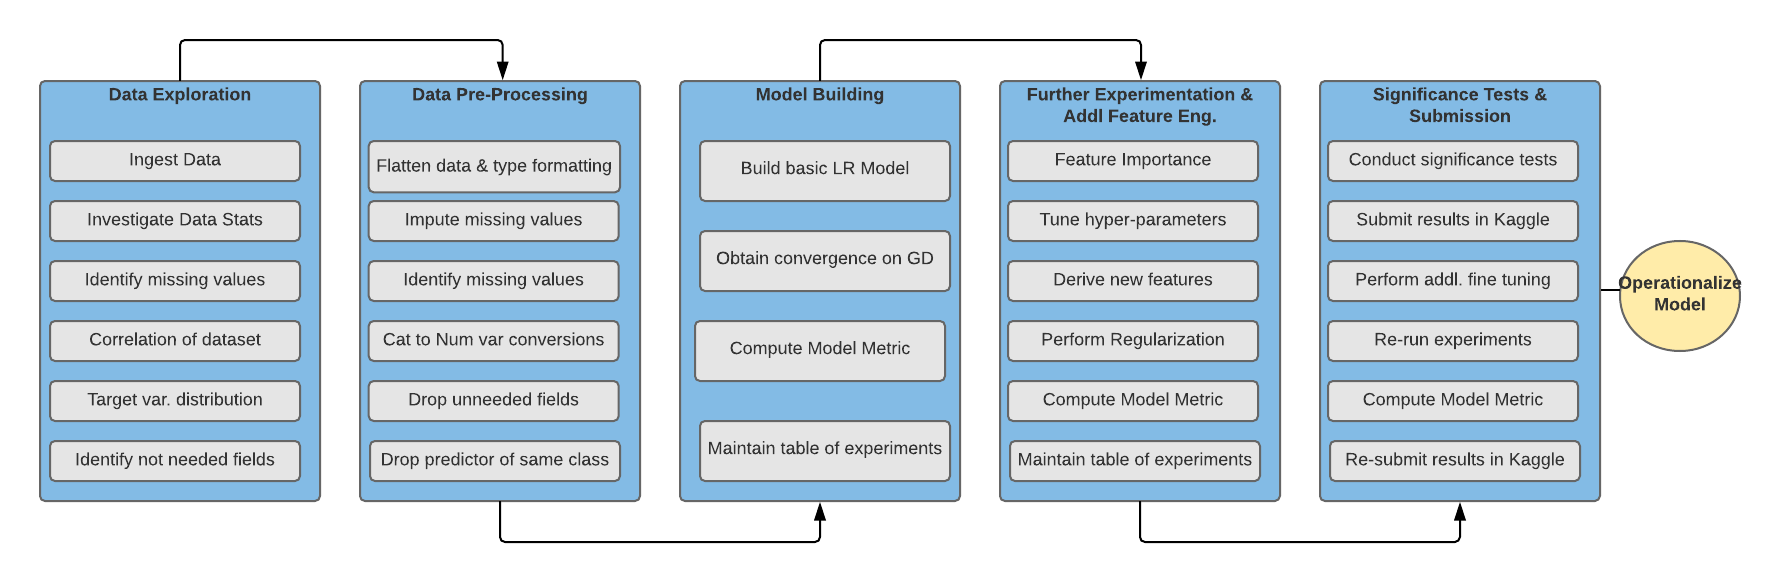 Data Exploration
Ingest Data
Investigate Data Stats
Identify missing values
Correlation of dataset
Target var. distribution
Identify not needed fields
Data Pre-Processing
Flatten data & type formatting
Impute missing values
Identify missing values
Cat to Num var conversions
Drop unneeded fields
Drop predictor of same class
Model Building
Build basic LR Model
Obtain convergence on GD
Compute Model Metric
Maintain table of experiments
Further Experimentation &
Addl Feature Eng.
Feature Importance
Tune hyper-parameters
Derive new features
Perform Regularization
Compute Model Metric
Maintain table of experiments
Significance Tests &
Submission
Conduct significance tests
Submit results in Kaggle
Perform addl. fine tuning
Re-run experiments
Compute Model Metric
Re-submit results in Kaggle
Operationalize
Model